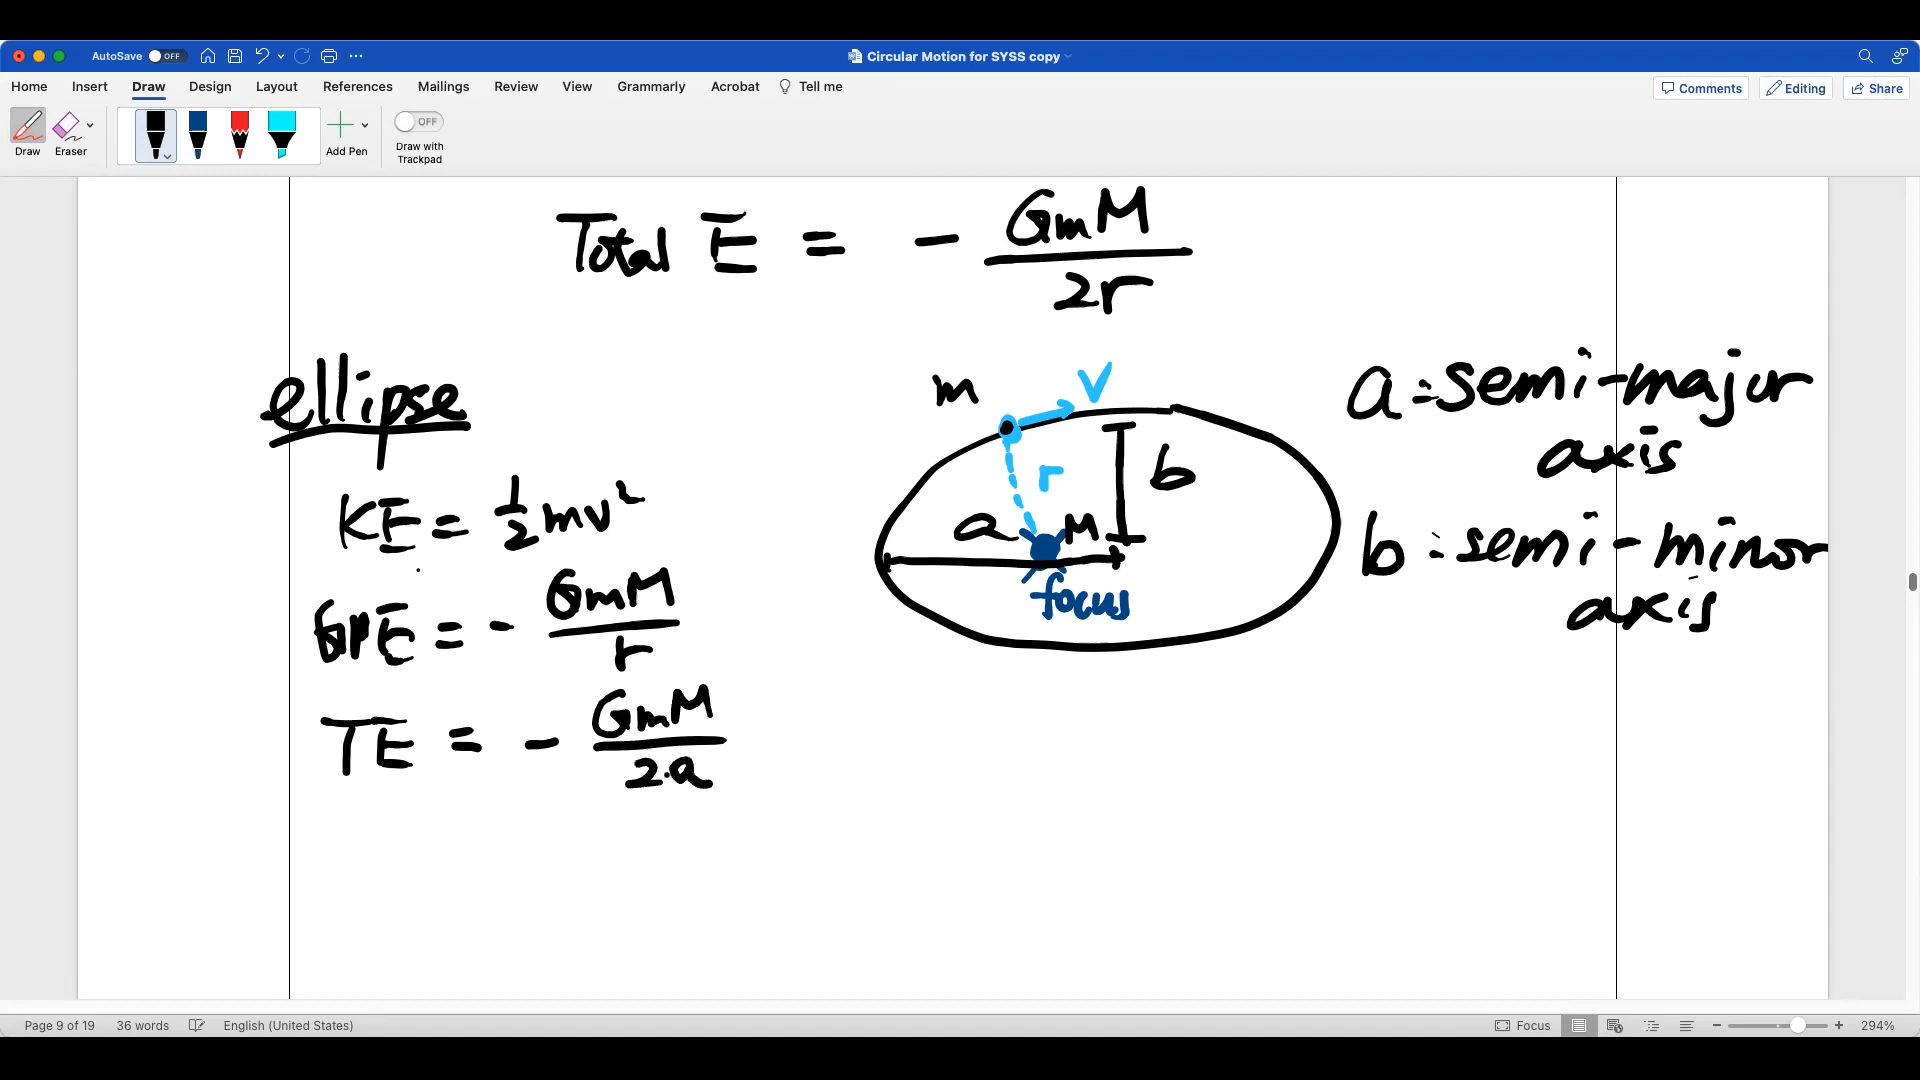 AutoSave OFF
Circular Motion for SYSS copy
Home Insert Draw Design Layout References Mailings Review View Grammarly Acrobat Tell me
Comments Editing Share
OFF
Draw Eraser Add Pen Draw with Trackpad
Total E = - GmM / 2r
ellipse
m
v
a = semi-major
axis
KE = 1/2 mv²
r
b
a
M
b = semi-minor
axis
focus
GPE = - GmM / r
TE = - GmM / 2·a
Page 9 of 19 36 words English (United States) Focus 294%